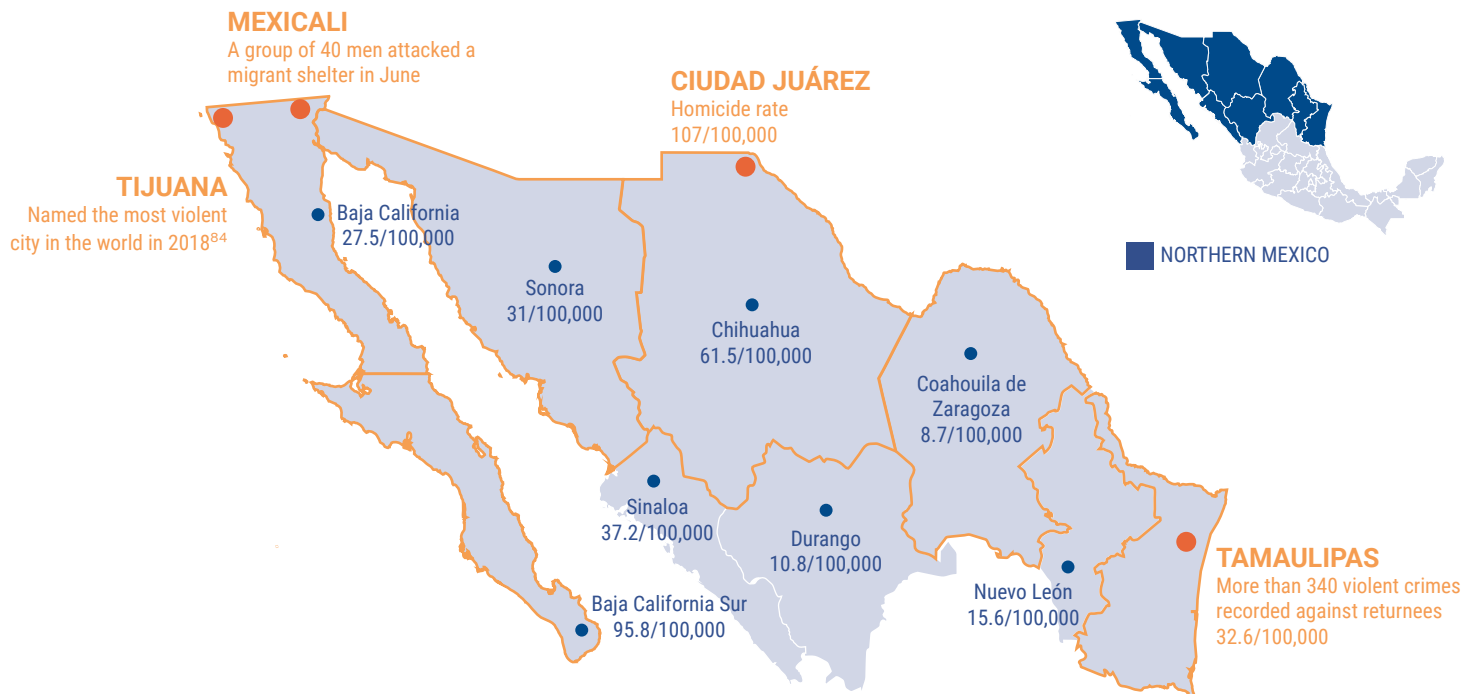 MEXICALI
A group of 40 men attacked a
migrant shelter in June
CIUDAD JUÁREZ
Homicide rate
107/100,000
TIJUANA
Named the most violent
city in the world in 2018⁸⁴
Baja California
27.5/100,000
NORTHERN MEXICO
Sonora
31/100,000
Chihuahua
61.5/100,000
Coahouila de
Zaragoza
8.7/100,000
Sinaloa
37.2/100,000
Durango
10.8/100,000
TAMAULIPAS
More than 340 violent crimes
recorded against returnees
32.6/100,000
Nuevo León
15.6/100,000
Baja California Sur
95.8/100,000